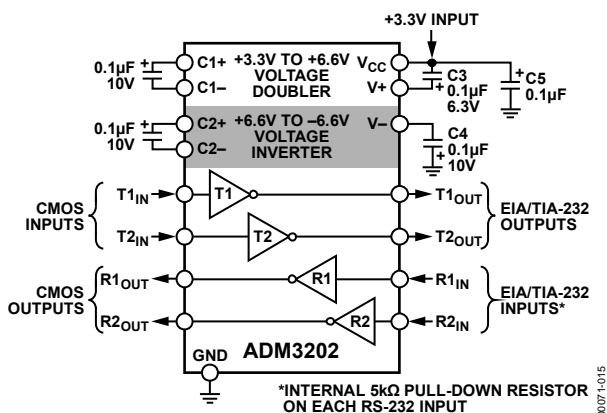 +3.3V INPUT
0.1µF
10V
+
C1+
C1–
+3.3V TO +6.6V
VOLTAGE
DOUBLER
VCC
V+
+
C3
0.1µF
6.3V
+
C5
0.1µF
0.1µF
10V
+
C2+
C2–
+6.6V TO –6.6V
VOLTAGE
INVERTER
V–
+
C4
0.1µF
10V
CMOS
INPUTS
T1IN
T2IN
T1
T2
T1OUT
T2OUT
EIA/TIA-232
OUTPUTS
CMOS
OUTPUTS
R1OUT
R2OUT
R1
R2
R1IN
R2IN
EIA/TIA-232
INPUTS*
GND
ADM3202
*INTERNAL 5kΩ PULL-DOWN RESISTOR
ON EACH RS-232 INPUT